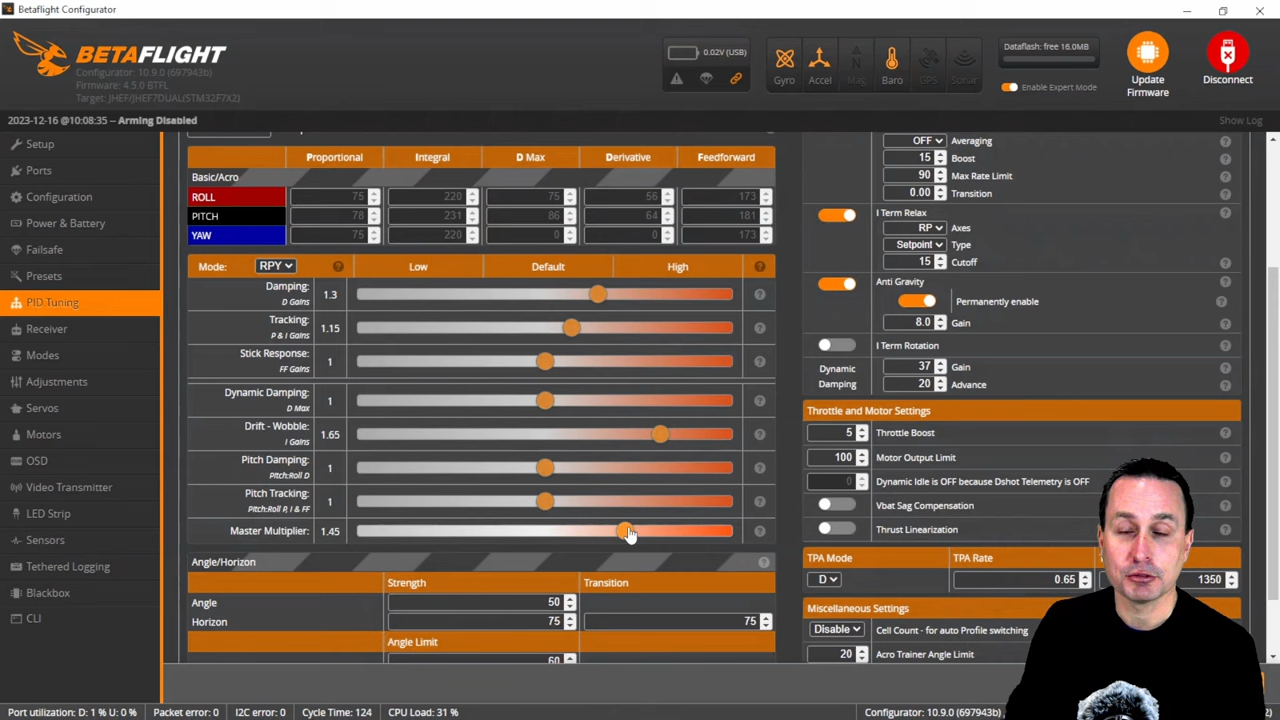 Betaflight Configurator
BETAFLIGHT
Configurator: 10.9.0 (697943b)
Firmware: 4.5.0 BTFL
Target: JHEF/JHEF7DUAL(STM32F7X2)
0.02V (USB)
Gyro
Accel
Mag
Baro
GPS
Sonar
Dataflash: free 16.0MB
Enable Expert Mode
Update
Firmware
Disconnect
2023-12-16 @10:08:35 -- Arming Disabled
Show Log
Setup
Ports
Configuration
Power & Battery
Failsafe
Presets
PID Tuning
Receiver
Modes
Adjustments
Servos
Motors
OSD
Video Transmitter
LED Strip
Sensors
Tethered Logging
Blackbox
CLI
Proportional Integral D Max Derivative Feedforward
Basic/Acro
ROLL 75 220 75 56 173
PITCH 78 231 86 64 181
YAW 75 220 0 0 173
Mode: RPY Low Default High
Damping:
D Gains
1.3
Tracking:
P & I Gains
1.15
Stick Response:
FF Gains
1
Dynamic Damping:
D Max
1
Drift - Wobble:
I Gains
1.65
Pitch Damping:
Pitch:Roll D
1
Pitch Tracking:
Pitch:Roll P, I & FF
1
Master Multiplier: 1.45
Angle/Horizon
Strength Transition
Angle 50
Horizon 75 75
Angle Limit
60
OFF Averaging
15 Boost
90 Max Rate Limit
0.00 Transition
I Term Relax
RP Axes
Setpoint Type
15 Cutoff
Anti Gravity
Permanently enable
8.0 Gain
I Term Rotation
Dynamic
Damping
37 Gain
20 Advance
Throttle and Motor Settings
5 Throttle Boost
100 Motor Output Limit
0 Dynamic Idle is OFF because Dshot Telemetry is OFF
Vbat Sag Compensation
Thrust Linearization
TPA Mode TPA Rate
D 0.65 1350
Miscellaneous Settings
Disable Cell Count - for auto Profile switching
20 Acro Trainer Angle Limit
Port utilization: D: 1 % U: 0 %
Packet error: 0
I2C error: 0
Cycle Time: 124
CPU Load: 31 %
Configurator: 10.9.0 (697943b)